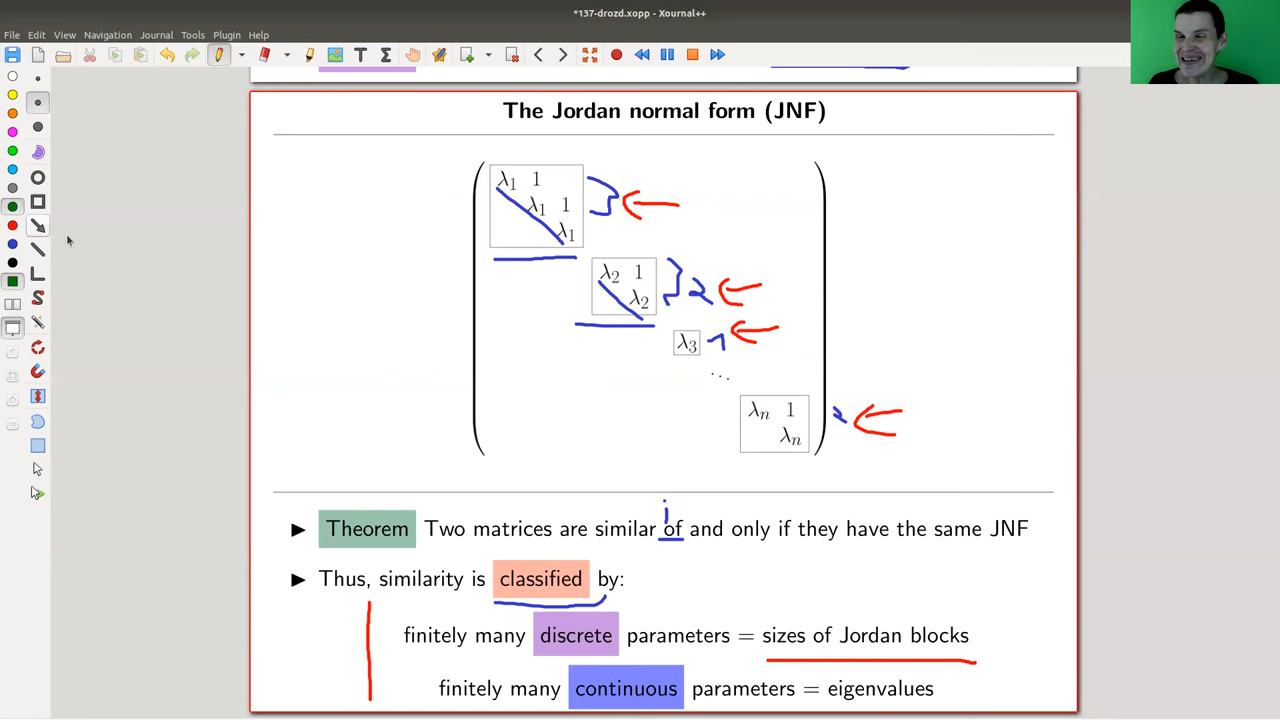 *137-drozd.xopp - Xournal++
File Edit View Navigation Journal Tools Plugin Help
The Jordan normal form (JNF)
λ1 1
λ1 1
λ1
λ2 1 2
λ2
λ3 1
...
λn 1 2
λn
i
▶ Theorem Two matrices are similar of and only if they have the same JNF
▶ Thus, similarity is classified by:
finitely many discrete parameters = sizes of Jordan blocks
finitely many continuous parameters = eigenvalues